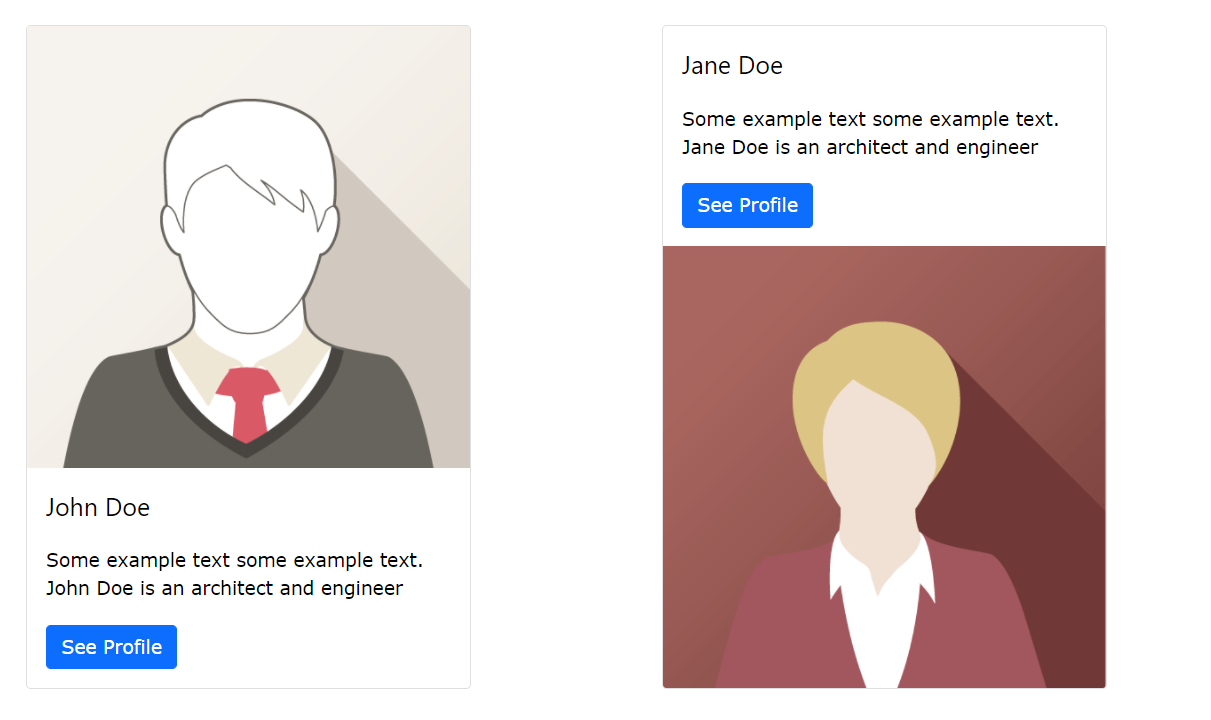 John Doe
Some example text some example text.
John Doe is an architect and engineer
See Profile
Jane Doe
Some example text some example text.
Jane Doe is an architect and engineer
See Profile